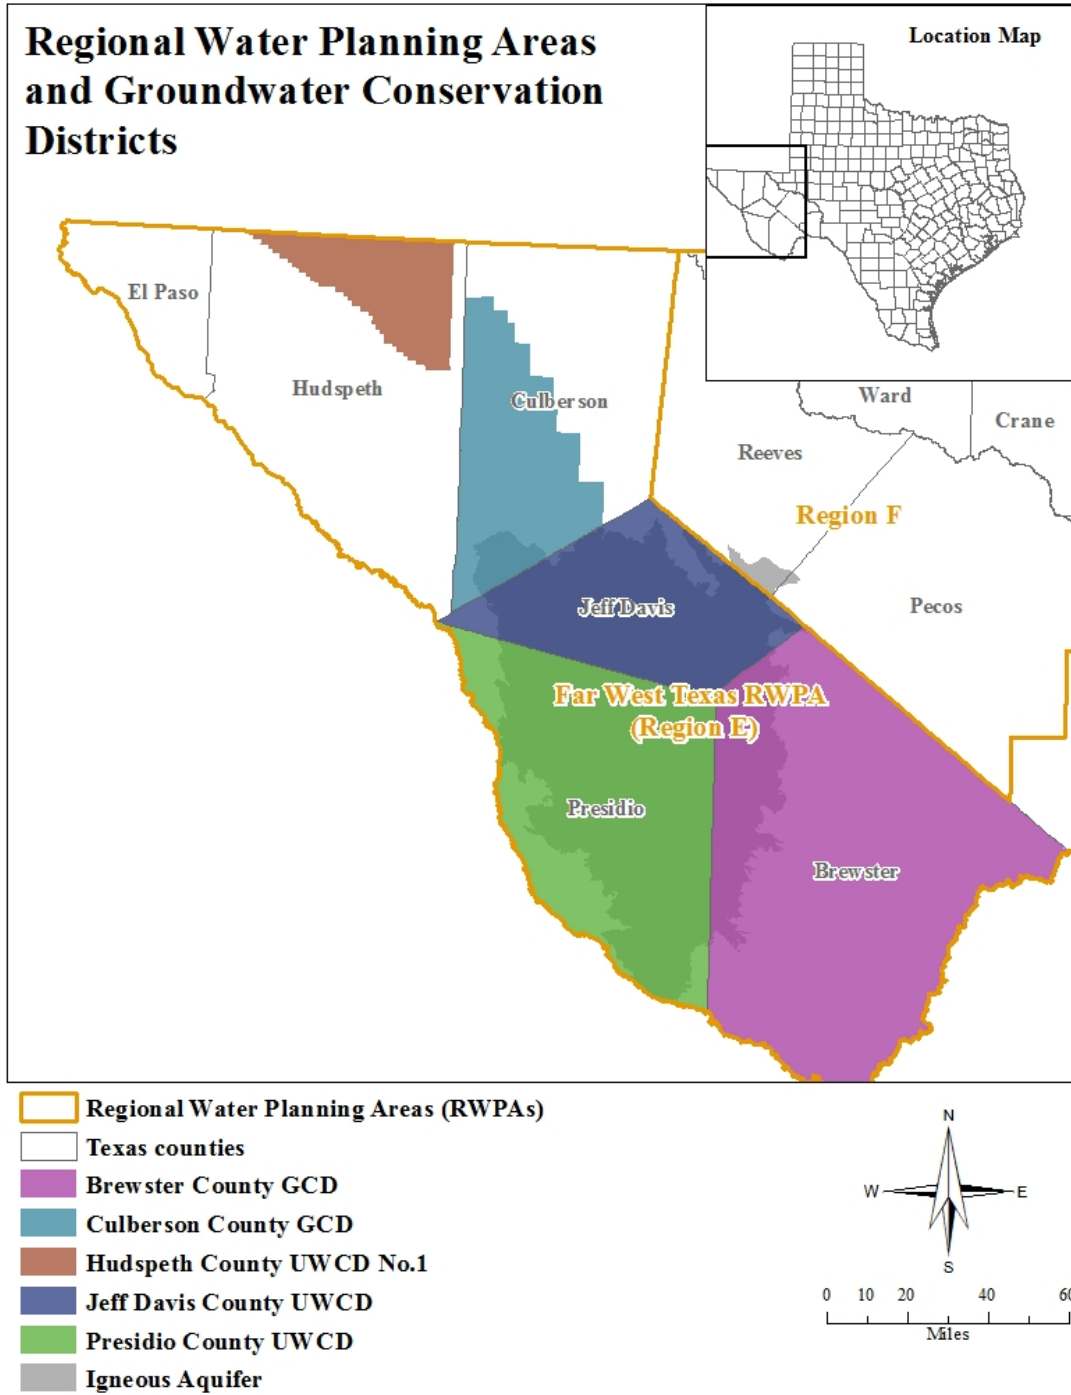 Regional Water Planning Areas
and Groundwater Conservation
Districts
Location Map
El Paso
Hudspeth
Culberson
Ward
Crane
Reeves
Region F
Jeff Davis
Pecos
Far West Texas RWPA
(Region E)
Presidio
Brewster
Regional Water Planning Areas (RWPAs)
Texas counties
Brewster County GCD
Culberson County GCD
Hudspeth County UWCD No.1
Jeff Davis County UWCD
Presidio County UWCD
Igneous Aquifer
N
W E
S
0 10 20 40 60
Miles